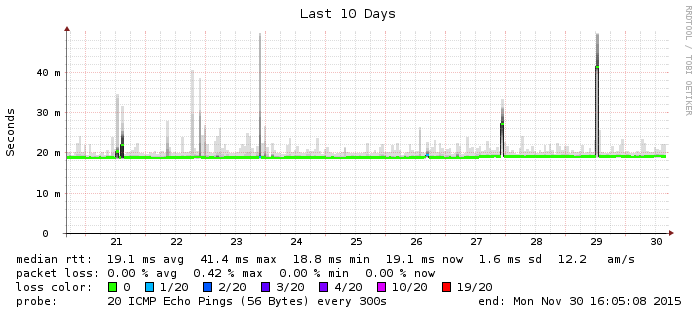 Last 10 Days
RRDTOOL / TOBI OETIKER
Seconds
40 m
30 m
20 m
10 m
0
21 22 23 24 25 26 27 28 29 30
median rtt: 19.1 ms avg 41.4 ms max 18.8 ms min 19.1 ms now 1.6 ms sd 12.2 am/s
packet loss: 0.00 % avg 0.42 % max 0.00 % min 0.00 % now
loss color: 0 1/20 2/20 3/20 4/20 10/20 19/20
probe: 20 ICMP Echo Pings (56 Bytes) every 300s end: Mon Nov 30 16:05:08 2015